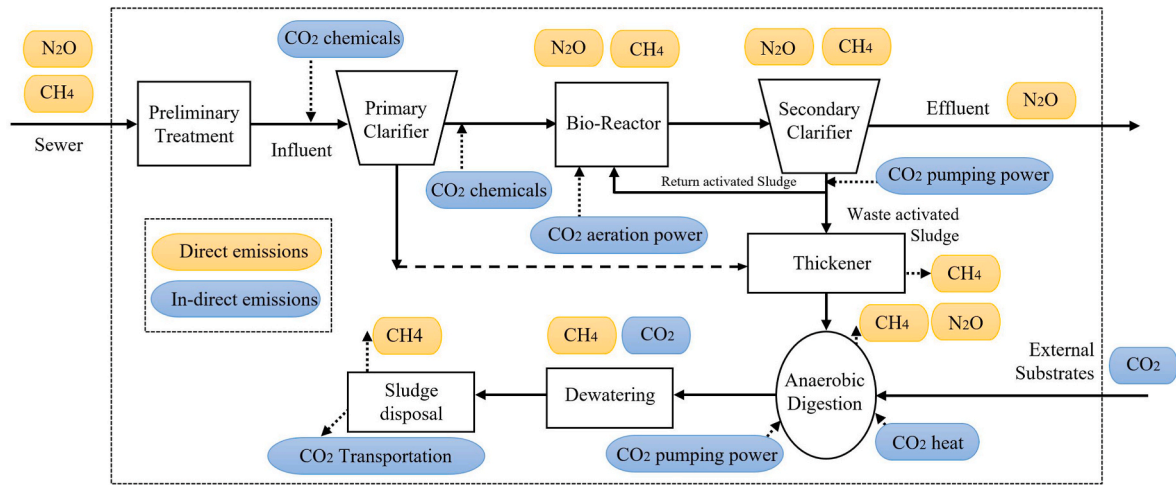 N2O
CH4
Sewer
Preliminary
Treatment
CO2 chemicals
Influent
Primary
Clarifier
CO2 chemicals
N2O
CH4
Bio-Reactor
CO2 aeration power
N2O
CH4
Secondary
Clarifier
Effluent
N2O
Return activated Sludge
CO2 pumping power
Waste activated
Sludge
Direct emissions
In-direct emissions
Thickener
CH4
CH4
N2O
External
Substrates
CO2
Anaerobic
Digestion
CO2 pumping power
CO2 heat
CH4
CO2
Dewatering
CH4
Sludge
disposal
CO2 Transportation